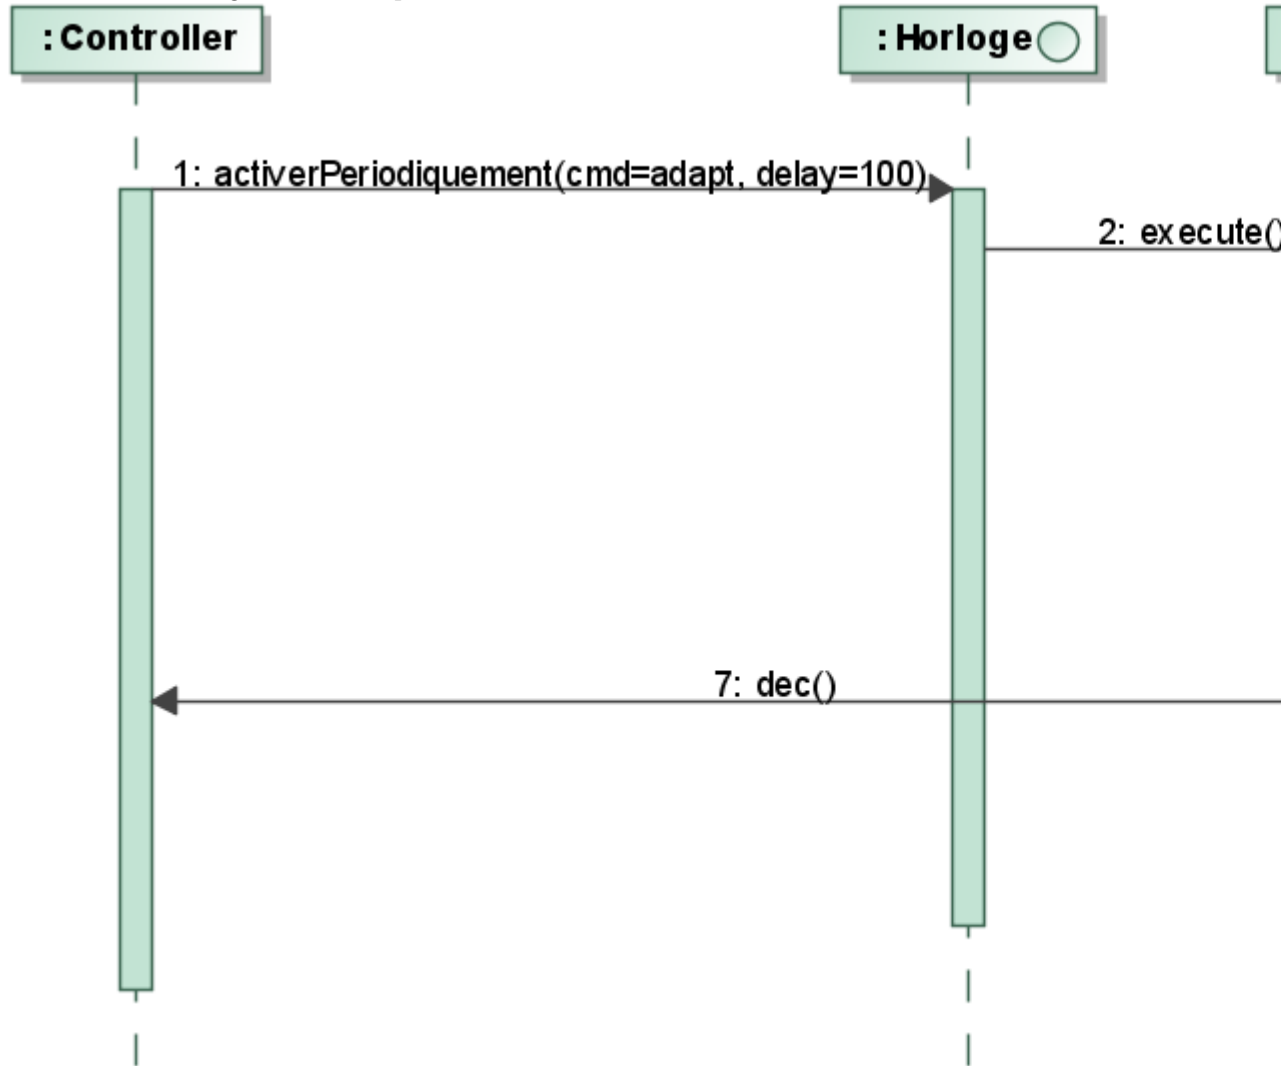 :Controller
:Horloge
1: activerPeriodiquement(cmd=adapt, delay=100)
2: execute()
7: dec()